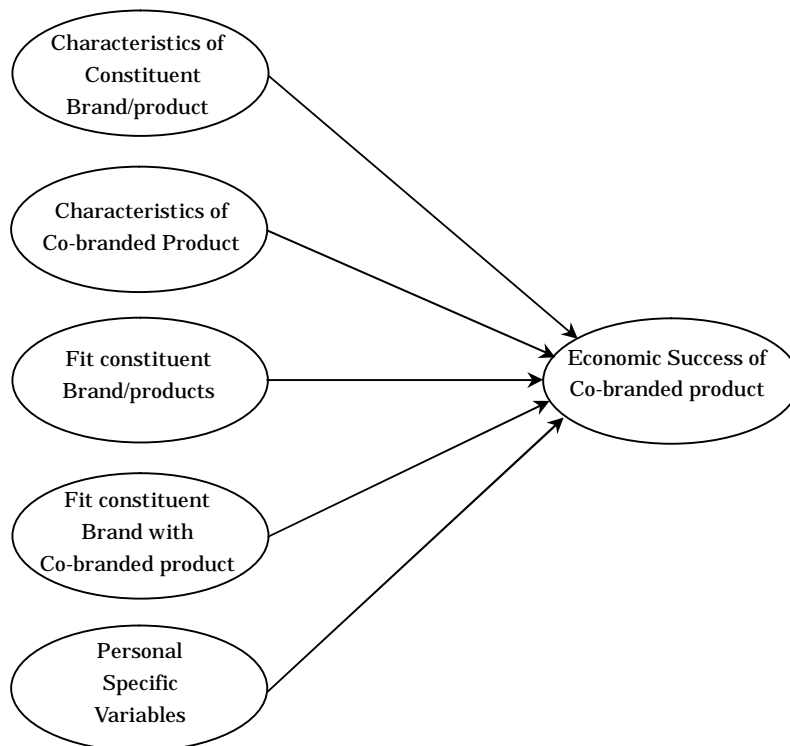 Characteristics of
Constituent
Brand/product
Characteristics of
Co-branded Product
Fit constituent
Brand/products
Economic Success of
Co-branded product
Fit constituent
Brand with
Co-branded product
Personal
Specific
Variables